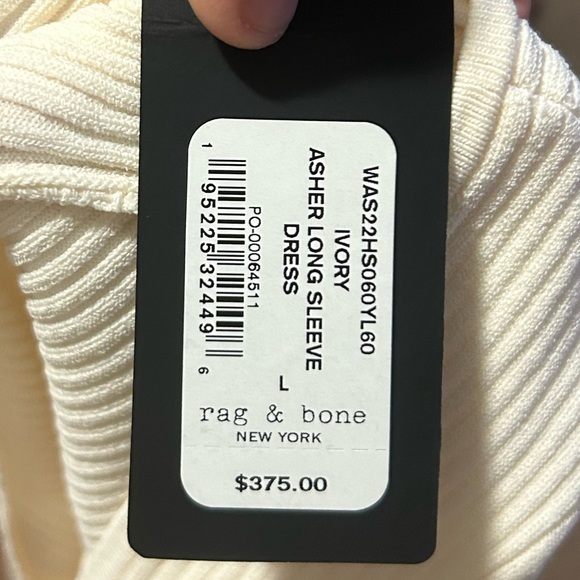 WAS22HS060YL60
IVORY
ASHER LONG SLEEVE
DRESS
PO-00064511
1 95225 32449 6
L
rag & bone
NEW YORK
$375.00